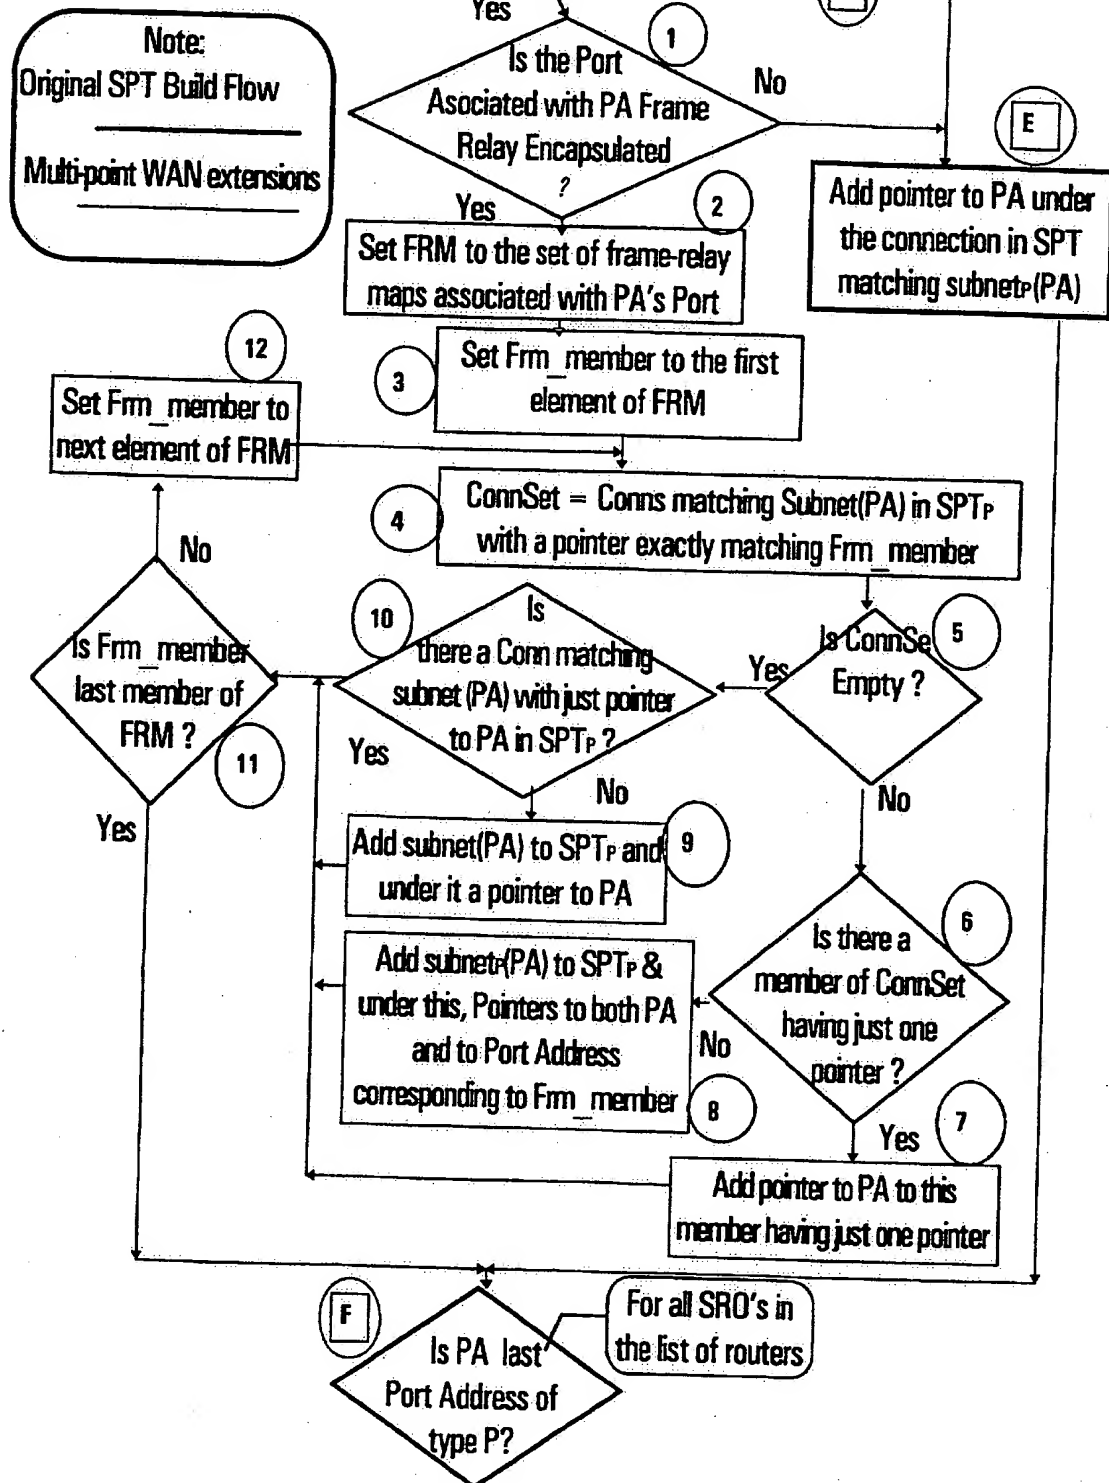 Yes
Note:
Original SPT Build Flow
Multi-point WAN extensions
1
Is the Port
Asociated with PA Frame
Relay Encapsulated
?
No
E
Add pointer to PA under
the connection in SPT
matching subnetP(PA)
Yes
2
Set FRM to the set of frame-relay
maps associated with PA's Port
3
Set Frm_member to the first
element of FRM
12
Set Frm_member to
next element of FRM
4
ConnSet = Conns matching Subnet(PA) in SPTP
with a pointer exactly matching Frm_member
No
10
Is
there a Conn matching
subnet (PA) with just pointer
to PA in SPTP ?
Yes
5
Is ConnSe
Empty ?
Is Frm_member
last member of
FRM ?
11
Yes
No
No
Yes
9
Add subnet(PA) to SPTP and
under it a pointer to PA
6
Is there a
member of ConnSet
having just one
pointer ?
Add subnetP(PA) to SPTP &
under this, Pointers to both PA
and to Port Address
corresponding to Frm_member
No
8
Yes
7
Add pointer to PA to this
member having just one pointer
F
Is PA last
Port Address of
type P?
For all SRO's in
the list of routers